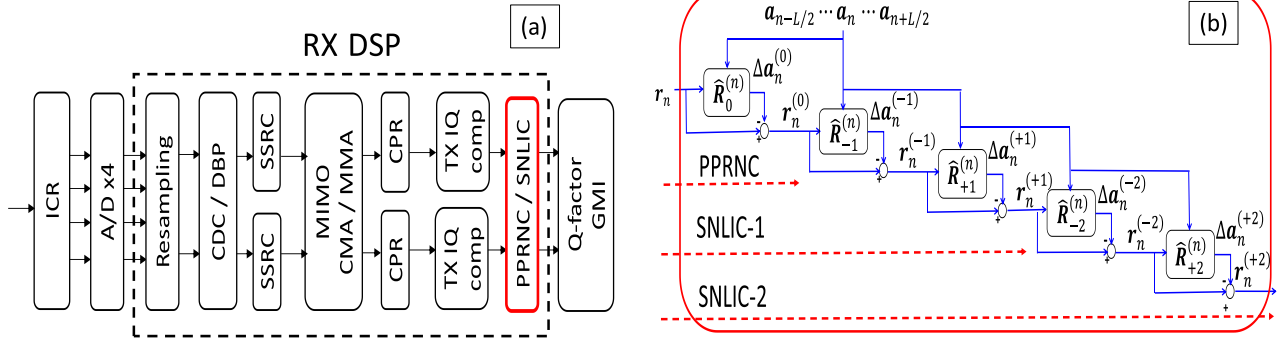 (a)
RX DSP
ICR
A/D x4
Resampling
CDC / DBP
SSRC
SSRC
MIMO
CMA / MMA
CPR
CPR
TX IQ
comp
TX IQ
comp
PPRNC / SNLIC
Q-factor
GMI
(b)
a_{n-L/2} ⋯ a_n ⋯ a_{n+L/2}
r_n
R̂_0^{(n)}
Δa_n^{(0)}
-
+
r_n^{(0)}
R̂_{-1}^{(n)}
Δa_n^{(-1)}
-
+
r_n^{(-1)}
R̂_{+1}^{(n)}
Δa_n^{(+1)}
-
+
r_n^{(+1)}
R̂_{-2}^{(n)}
Δa_n^{(-2)}
-
+
r_n^{(-2)}
R̂_{+2}^{(n)}
Δa_n^{(+2)}
-
+
r_n^{(+2)}
PPRNC
SNLIC-1
SNLIC-2